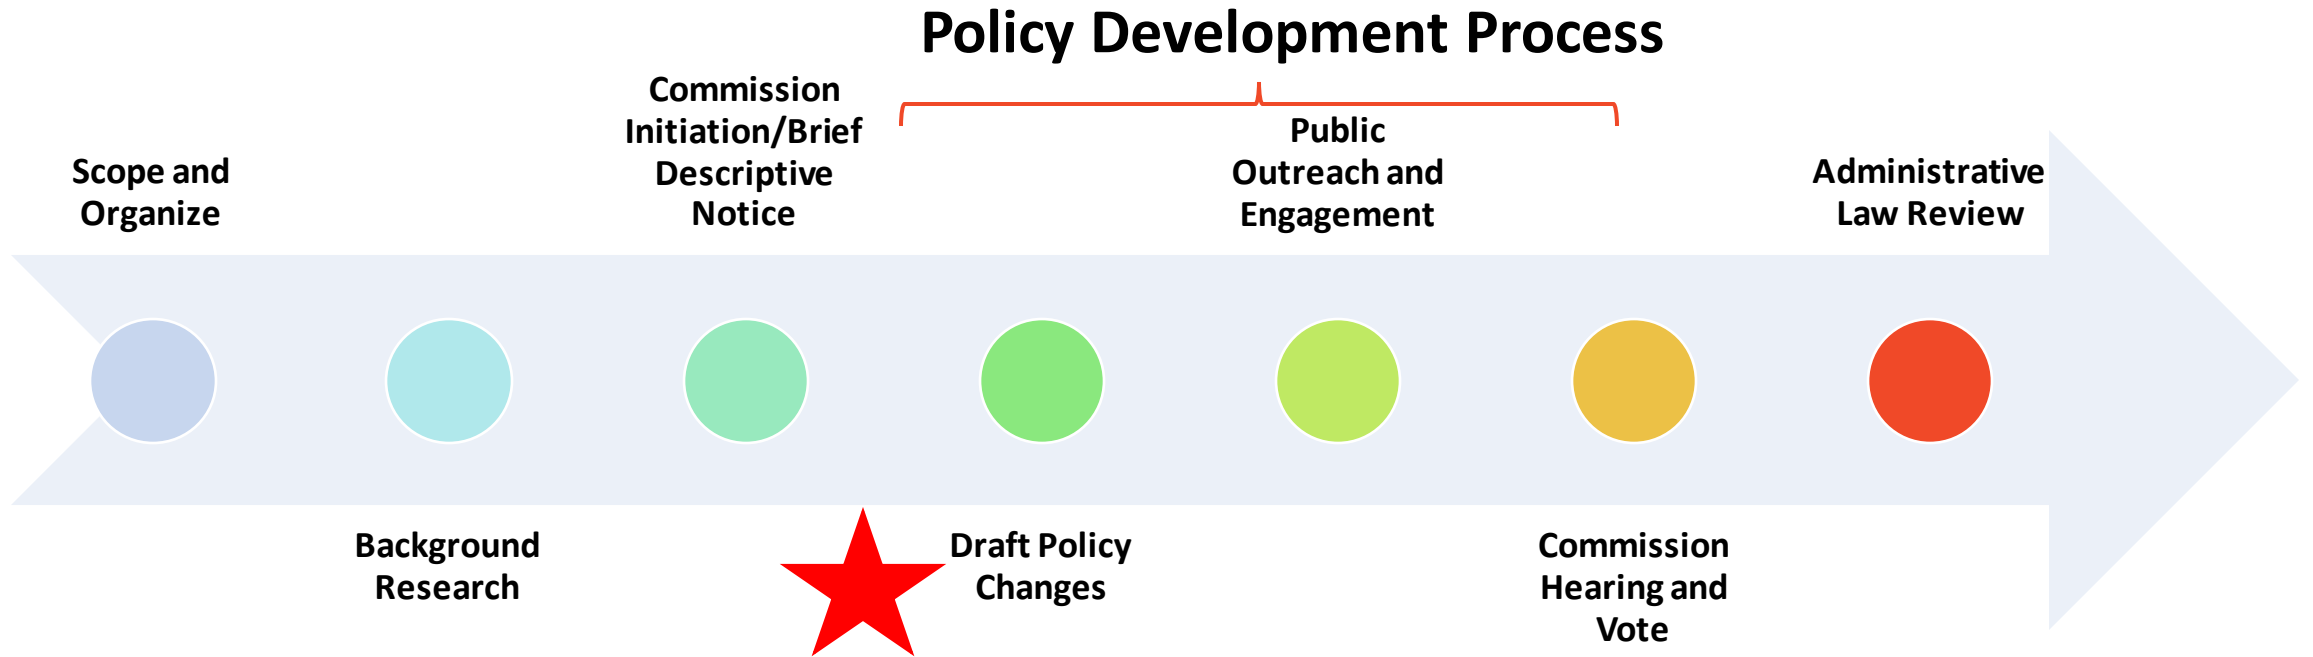 Policy Development Process
Scope and
Organize
Background
Research
Commission
Initiation/Brief
Descriptive
Notice
Draft Policy
Changes
Public
Outreach and
Engagement
Commission
Hearing and
Vote
Administrative
Law Review